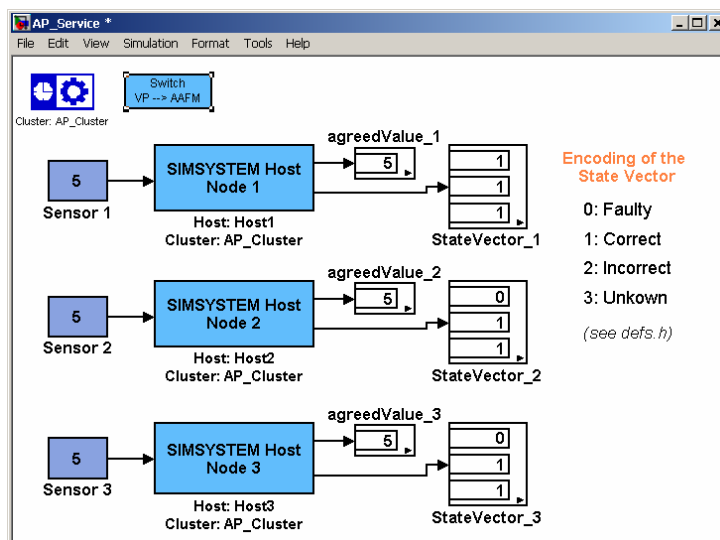 AP_Service *
File Edit View Simulation Format Tools Help
Switch
VP --> AAFM
Cluster: AP_Cluster
5
Sensor 1
SIMSYSTEM Host
Node 1
Host: Host1
Cluster: AP_Cluster
agreedValue_1
5
1
1
1
StateVector_1
Encoding of the
State Vector
0: Faulty
1: Correct
2: Incorrect
3: Unkown
(see defs.h)
5
Sensor 2
SIMSYSTEM Host
Node 2
Host: Host2
Cluster: AP_Cluster
agreedValue_2
5
0
1
1
StateVector_2
5
Sensor 3
SIMSYSTEM Host
Node 3
Host: Host3
Cluster: AP_Cluster
agreedValue_3
5
0
1
1
StateVector_3